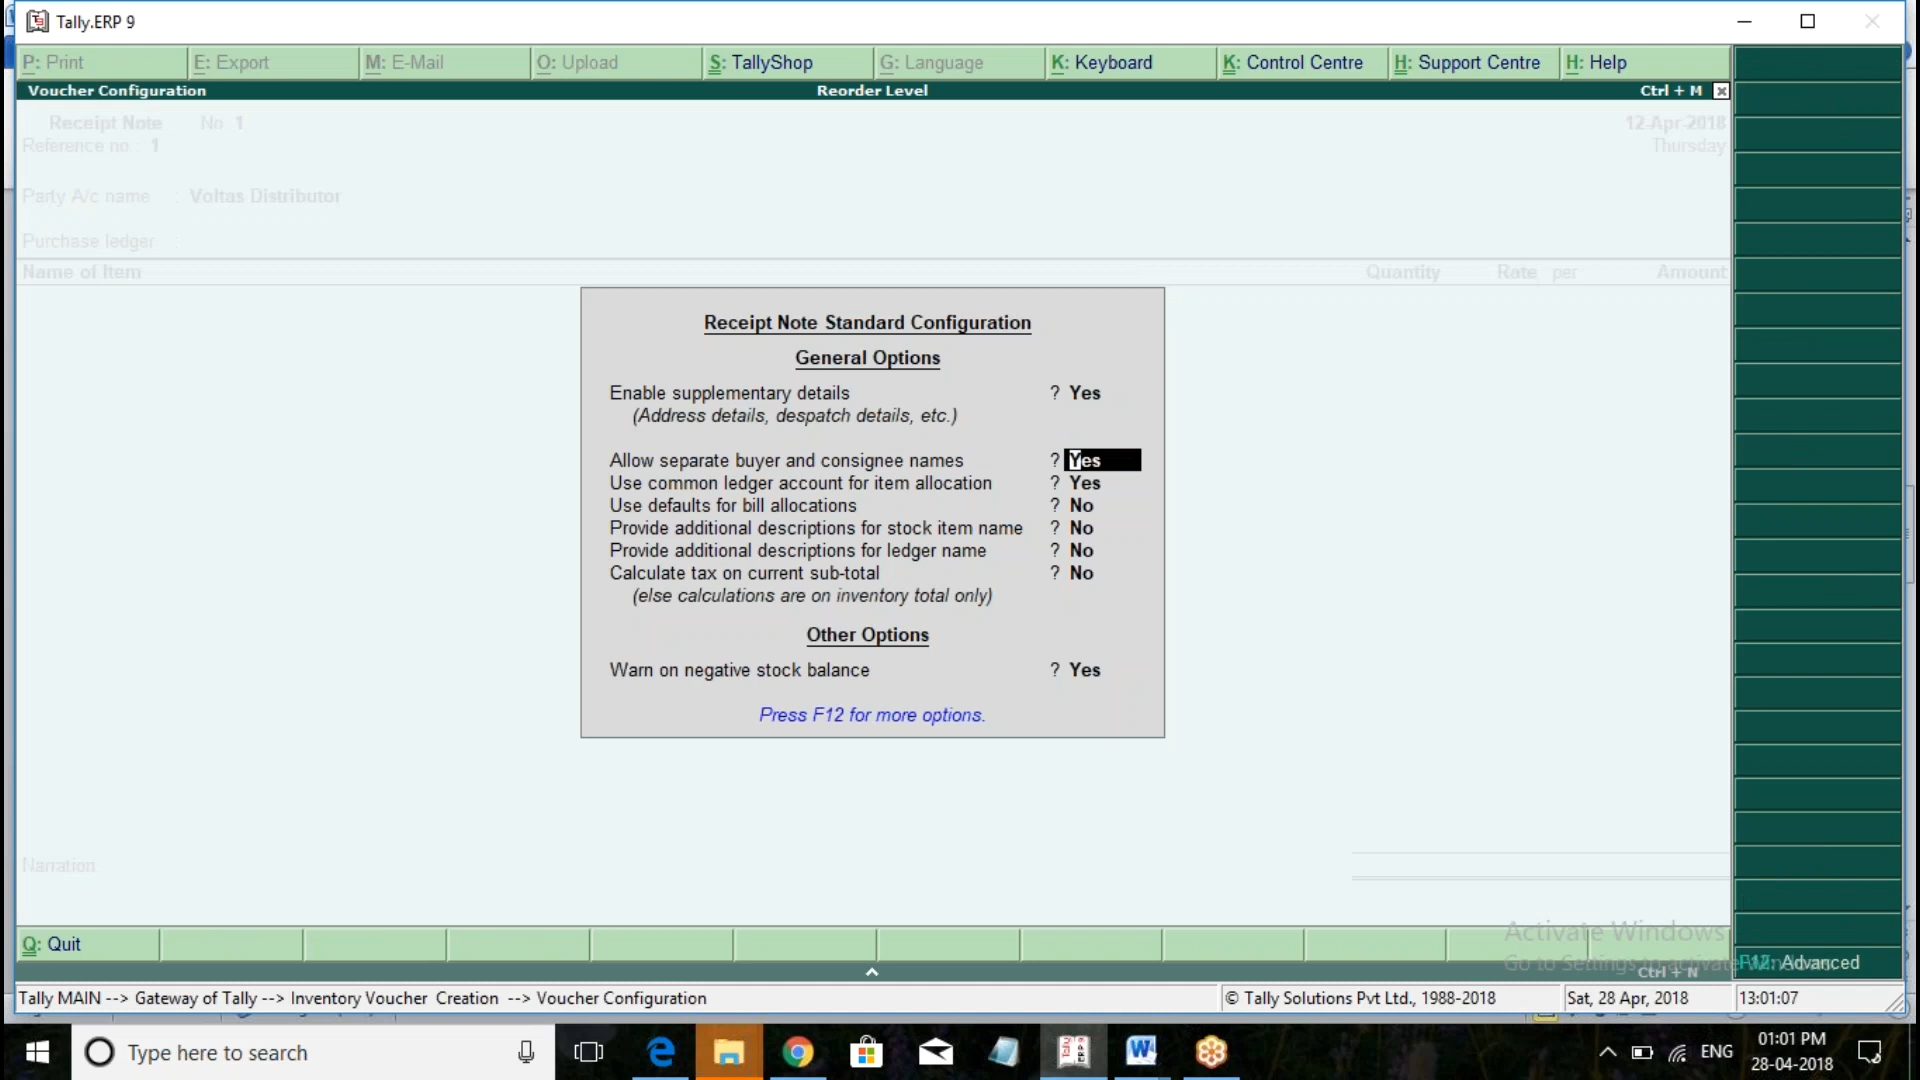 Tally.ERP 9
P: Print E: Export M: E-Mail O: Upload S: TallyShop G: Language K: Keyboard K: Control Centre H: Support Centre H: Help
Voucher Configuration Reorder Level Ctrl + M
Receipt Note No. 1 12-Apr-2018
Reference no.: 1 Thursday
Party A/c name : Voltas Distributor
Purchase ledger :
Name of Item Quantity Rate per Amount
Receipt Note Standard Configuration
General Options
Enable supplementary details ? Yes
(Address details, despatch details, etc.)
Allow separate buyer and consignee names ? Yes
Use common ledger account for item allocation ? Yes
Use defaults for bill allocations ? No
Provide additional descriptions for stock item name ? No
Provide additional descriptions for ledger name ? No
Calculate tax on current sub-total ? No
(else calculations are on inventory total only)
Other Options
Warn on negative stock balance ? Yes
Press F12 for more options.
Narration
Activate Windows
Q: Quit
Go to Settings to activate Windows.
F12: Advanced
Ctrl + N
Tally MAIN --> Gateway of Tally --> Inventory Voucher Creation --> Voucher Configuration © Tally Solutions Pvt Ltd., 1988-2018 Sat, 28 Apr, 2018 13:01:07
Type here to search ENG 01:01 PM
28-04-2018